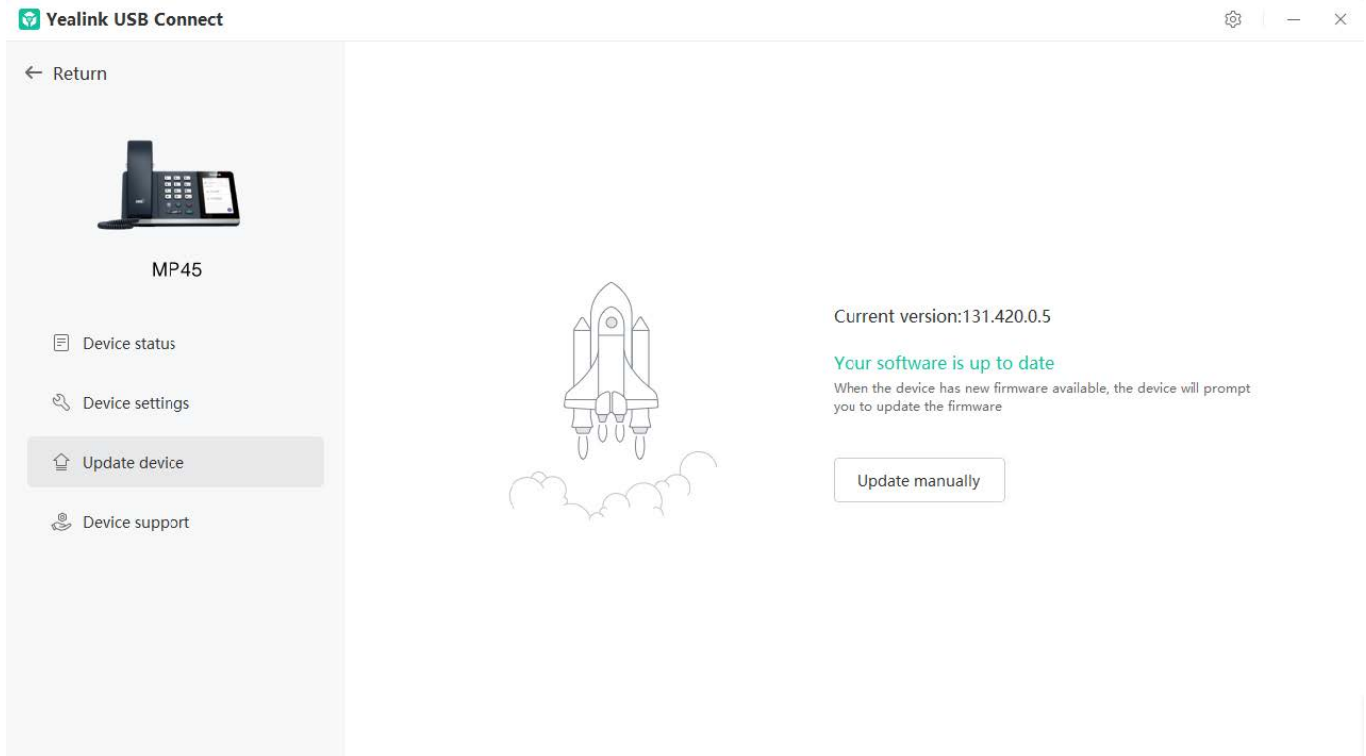 Yealink USB Connect
Return
MP45
Device status
Device settings
Update device
Device support
Current version:131.420.0.5
Your software is up to date
When the device has new firmware available, the device will prompt
you to update the firmware
Update manually